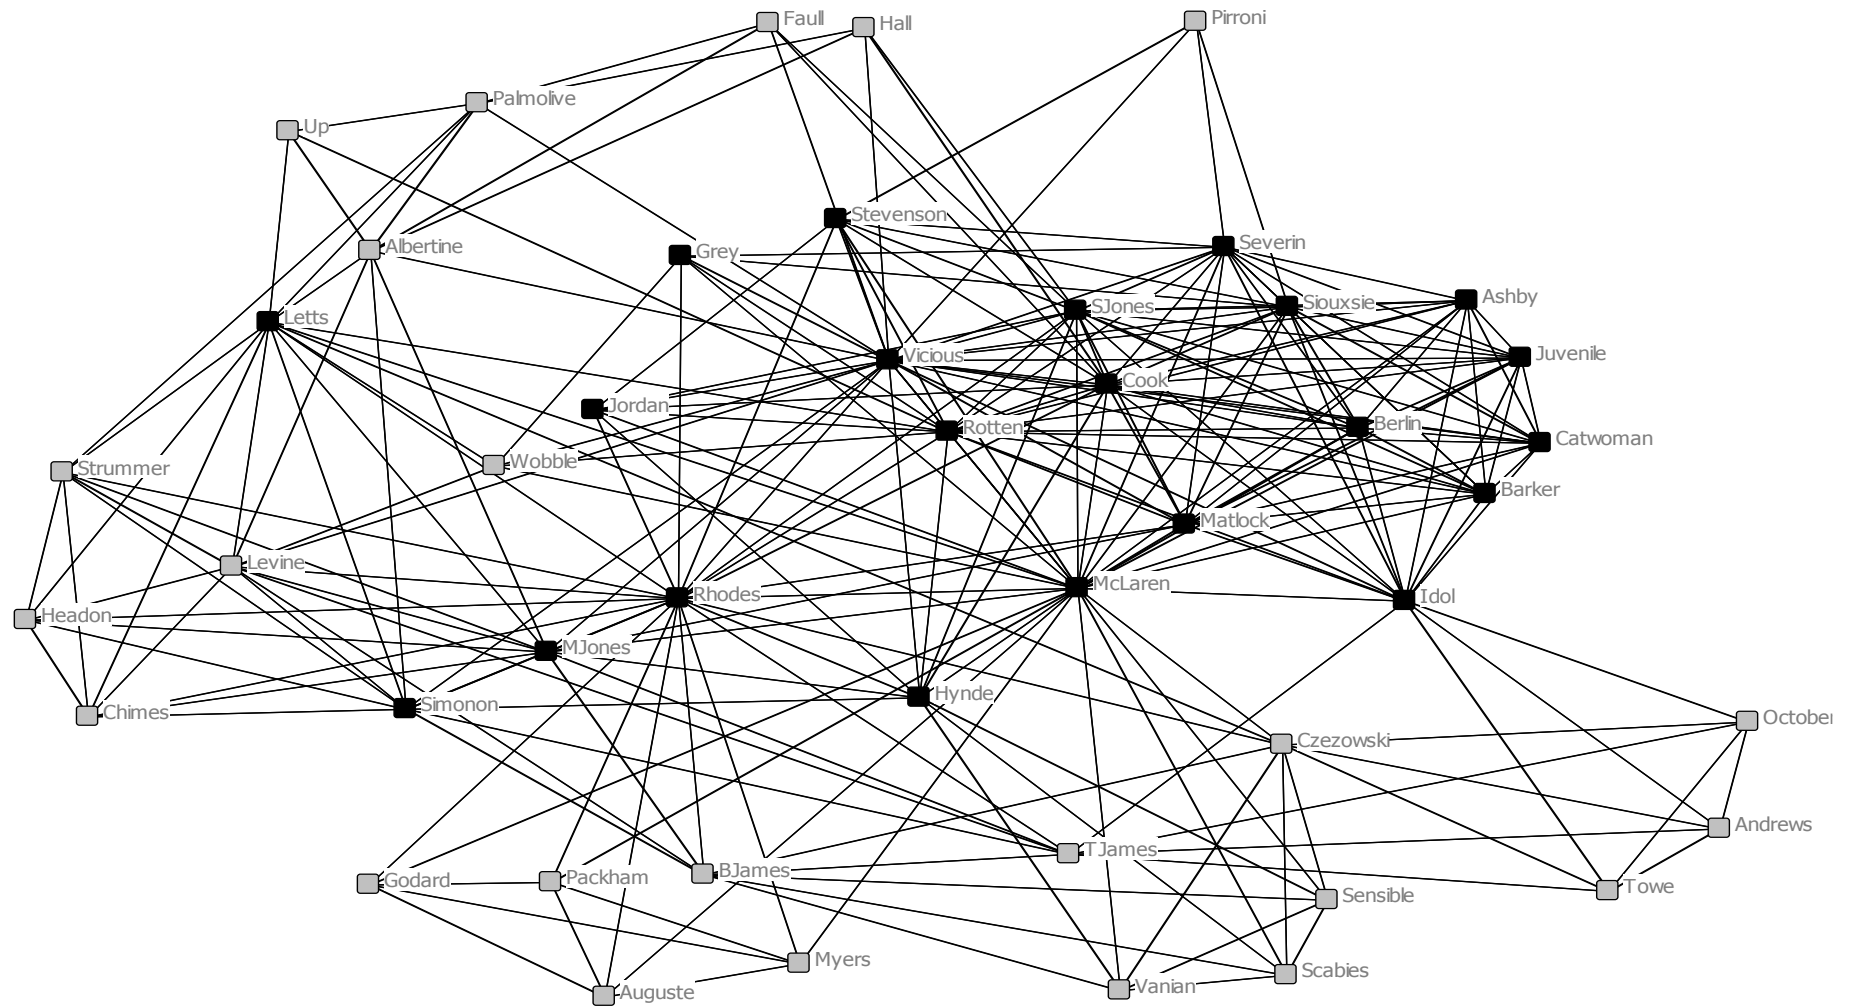 Faull
Hall
Pirroni
Palmolive
Up
Stevenson
Albertine
Grey
Severin
Letts
SJones
Siouxsie
Ashby
Vicious
Juvenile
Cook
Jordan
Rotten
Berlin
Catwoman
Strummer
Wobble
Barker
Matlock
Levine
Rhodes
McLaren
Idol
Headon
MJones
Chimes
Simonon
Hynde
October
Czezowski
Andrews
TJames
Godard
Packham
BJames
Towe
Sensible
Myers
Scabies
Auguste
Vanian